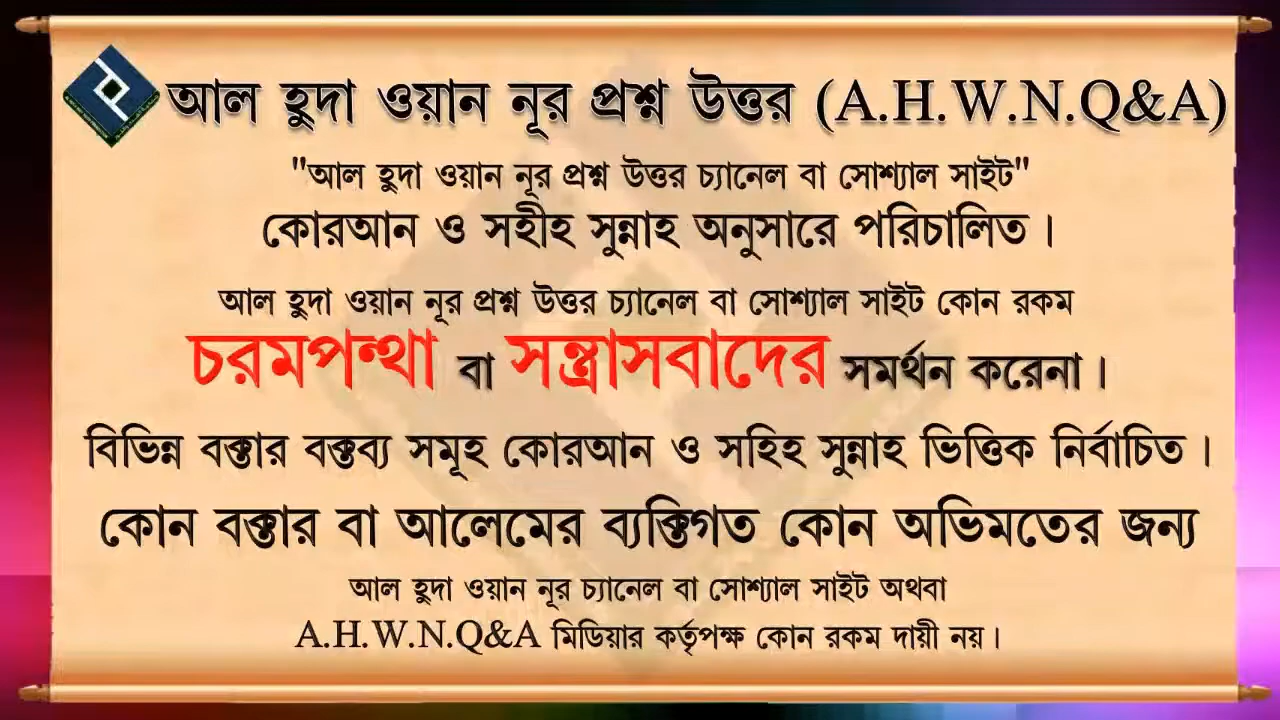 আল হুদা ওয়ান নূর প্রশ্ন উত্তর (A.H.W.N.Q&A)
"আল হুদা ওয়ান নূর প্রশ্ন উত্তর চ্যানেল বা সোশ্যাল সাইট"
কোরআন ও সহীহ সুন্নাহ অনুসারে পরিচালিত।
আল হুদা ওয়ান নূর প্রশ্ন উত্তর চ্যানেল বা সোশ্যাল সাইট কোন রকম
চরমপন্থা বা সন্ত্রাসবাদের সমর্থন করেনা।
বিভিন্ন বক্তার বক্তব্য সমূহ কোরআন ও সহিহ সুন্নাহ ভিত্তিক নির্বাচিত।
কোন বক্তার বা আলেমের ব্যক্তিগত কোন অভিমতের জন্য
আল হুদা ওয়ান নূর চ্যানেল বা সোশ্যাল সাইট অথবা
A.H.W.N.Q&A মিডিয়ার কর্তৃপক্ষ কোন রকম দায়ী নয়।